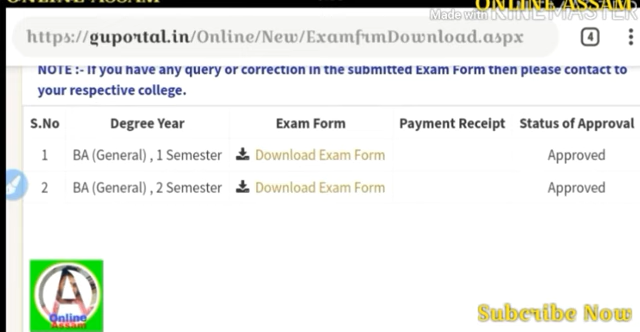 ONLINE ASSAM
ONLINE ASSAM
Made with KINEMASTER
https://guportal.in/Online/New/ExamfrmDownload.aspx
4
NOTE :- If you have any query or correction in the submitted Exam Form then please contact to
your respective college.
S.No Degree Year Exam Form Payment Receipt Status of Approval
1 BA (General) , 1 Semester Download Exam Form Approved
2 BA (General) , 2 Semester Download Exam Form Approved
A
Online
Assam
Subcribe Now